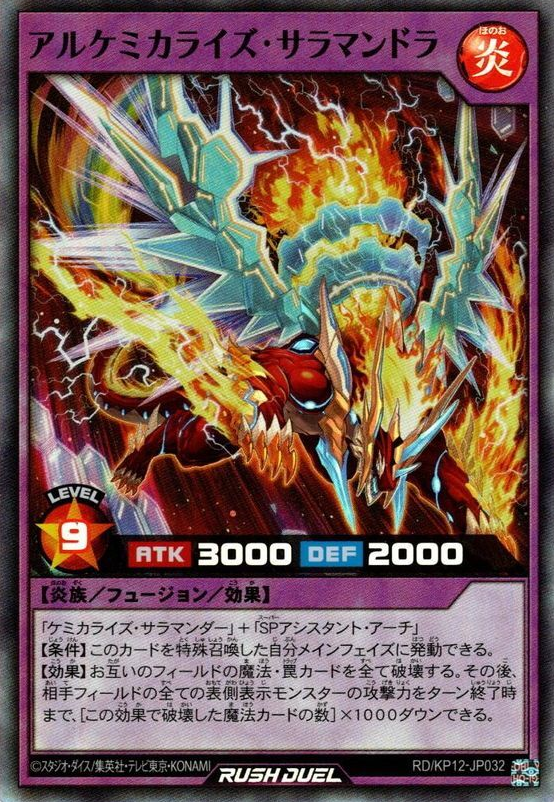 アルケミカライズ・サラマンドラ
ほのお
炎
LEVEL
9
ATK 3000 DEF 2000
【炎族/フュージョン/効果】
「ケミカライズ・サラマンダー」+「SPアシスタント・アーチ」
【条件】このカードを特殊召喚した自分メインフェイズに発動できる。
【効果】お互いのフィールドの魔法・罠カードを全て破壊する。その後、
相手フィールドの全ての表側表示モンスターの攻撃力をターン終了時
まで、[この効果で破壊した魔法カードの数]×1000ダウンできる。
©スタジオ・ダイス/集英社・テレビ東京・KONAMI
RUSH DUEL
RD/KP12-JP032